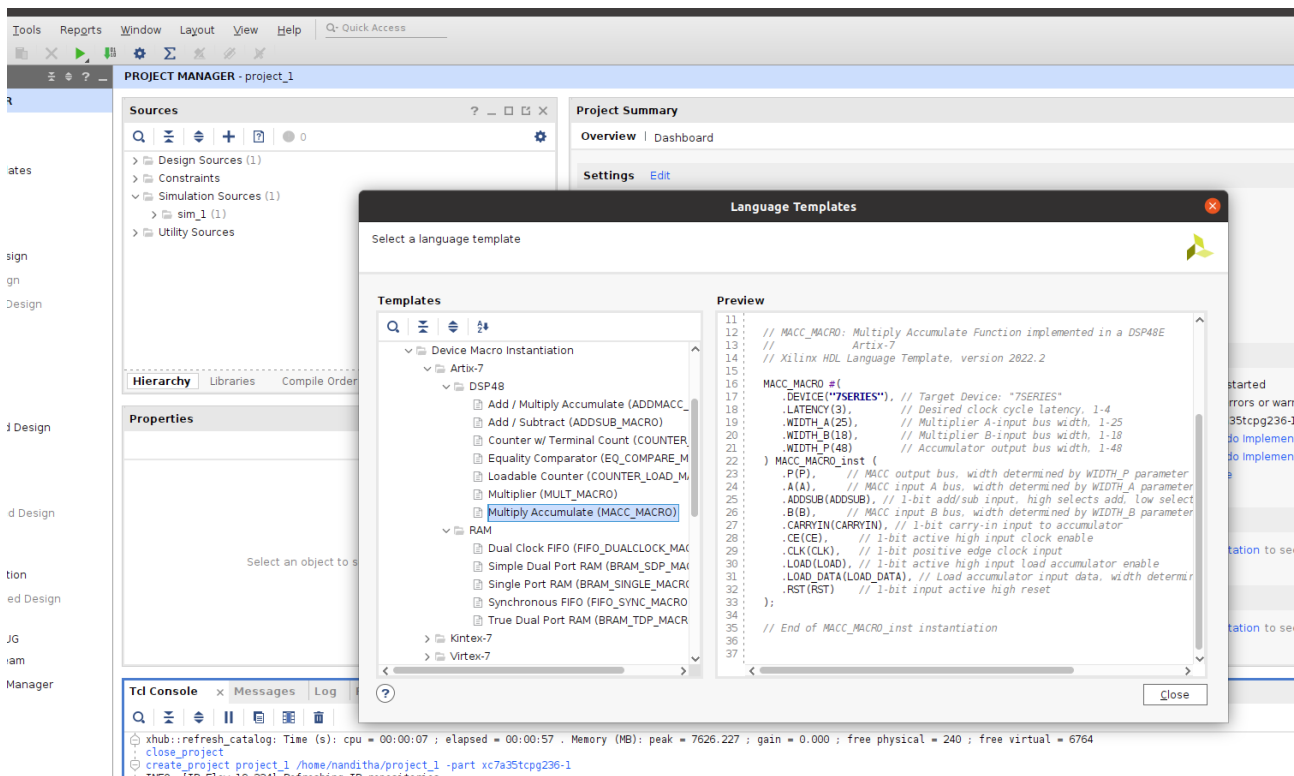 Tools Reports Window Layout View Help Quick Access
PROJECT MANAGER - project_1
R
ates
sign
gn
Design
d Design
d Design
tion
ed Design
UG
am
Manager
Sources
0
Design Sources (1)
Constraints
Simulation Sources (1)
sim_1 (1)
Utility Sources
Hierarchy Libraries Compile Order
Properties
Select an object to s
Project Summary
Overview | Dashboard
Settings Edit
started
rrors or warr
35tcpg236-1
do Implemen
do Implemen
e
tation to see
tation to see
Language Templates
Select a language template
Templates
Device Macro Instantiation
Artix-7
DSP48
Add / Multiply Accumulate (ADDMACC_
Add / Subtract (ADDSUB_MACRO)
Counter w/ Terminal Count (COUNTER_
Equality Comparator (EQ_COMPARE_M
Loadable Counter (COUNTER_LOAD_MA
Multiplier (MULT_MACRO)
Multiply Accumulate (MACC_MACRO)
RAM
Dual Clock FIFO (FIFO_DUALCLOCK_MAC
Simple Dual Port RAM (BRAM_SDP_MAC
Single Port RAM (BRAM_SINGLE_MACRO
Synchronous FIFO (FIFO_SYNC_MACRO
True Dual Port RAM (BRAM_TDP_MACR
Kintex-7
Virtex-7
Preview
11
12 // MACC_MACRO: Multiply Accumulate Function implemented in a DSP48E
13 // Artix-7
14 // Xilinx HDL Language Template, version 2022.2
15
16 MACC_MACRO #(
17 .DEVICE("7SERIES"), // Target Device: "7SERIES"
18 .LATENCY(3), // Desired clock cycle latency, 1-4
19 .WIDTH_A(25), // Multiplier A-input bus width, 1-25
20 .WIDTH_B(18), // Multiplier B-input bus width, 1-18
21 .WIDTH_P(48) // Accumulator output bus width, 1-48
22 ) MACC_MACRO_inst (
23 .P(P), // MACC output bus, width determined by WIDTH_P parameter
24 .A(A), // MACC input A bus, width determined by WIDTH_A parameter
25 .ADDSUB(ADDSUB), // 1-bit add/sub input, high selects add, low select
26 .B(B), // MACC input B bus, width determined by WIDTH_B parameter
27 .CARRYIN(CARRYIN), // 1-bit carry-in input to accumulator
28 .CE(CE), // 1-bit active high input clock enable
29 .CLK(CLK), // 1-bit positive edge clock input
30 .LOAD(LOAD), // 1-bit active high input load accumulator enable
31 .LOAD_DATA(LOAD_DATA), // Load accumulator input data, width determir
32 .RST(RST) // 1-bit input active high reset
33 );
34
35 // End of MACC_MACRO_inst instantiation
36
37
Close
Tcl Console Messages Log
xhub::refresh_catalog: Time (s): cpu = 00:00:07 ; elapsed = 00:00:57 . Memory (MB): peak = 7626.227 ; gain = 0.000 ; free physical = 240 ; free virtual = 6764
close_project
create_project project_1 /home/nanditha/project_1 -part xc7a35tcpg236-1